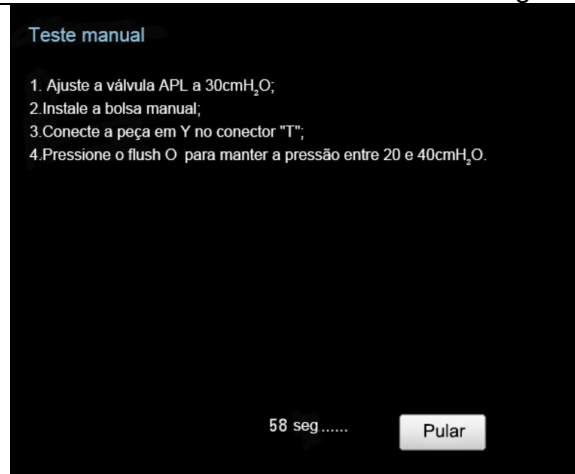 Teste manual
1. Ajuste a válvula APL a 30cmH₂O;
2.Instale a bolsa manual;
3.Conecte a peça em Y no conector "T";
4.Pressione o flush O para manter a pressão entre 20 e 40cmH₂O.
58 seg......
Pular